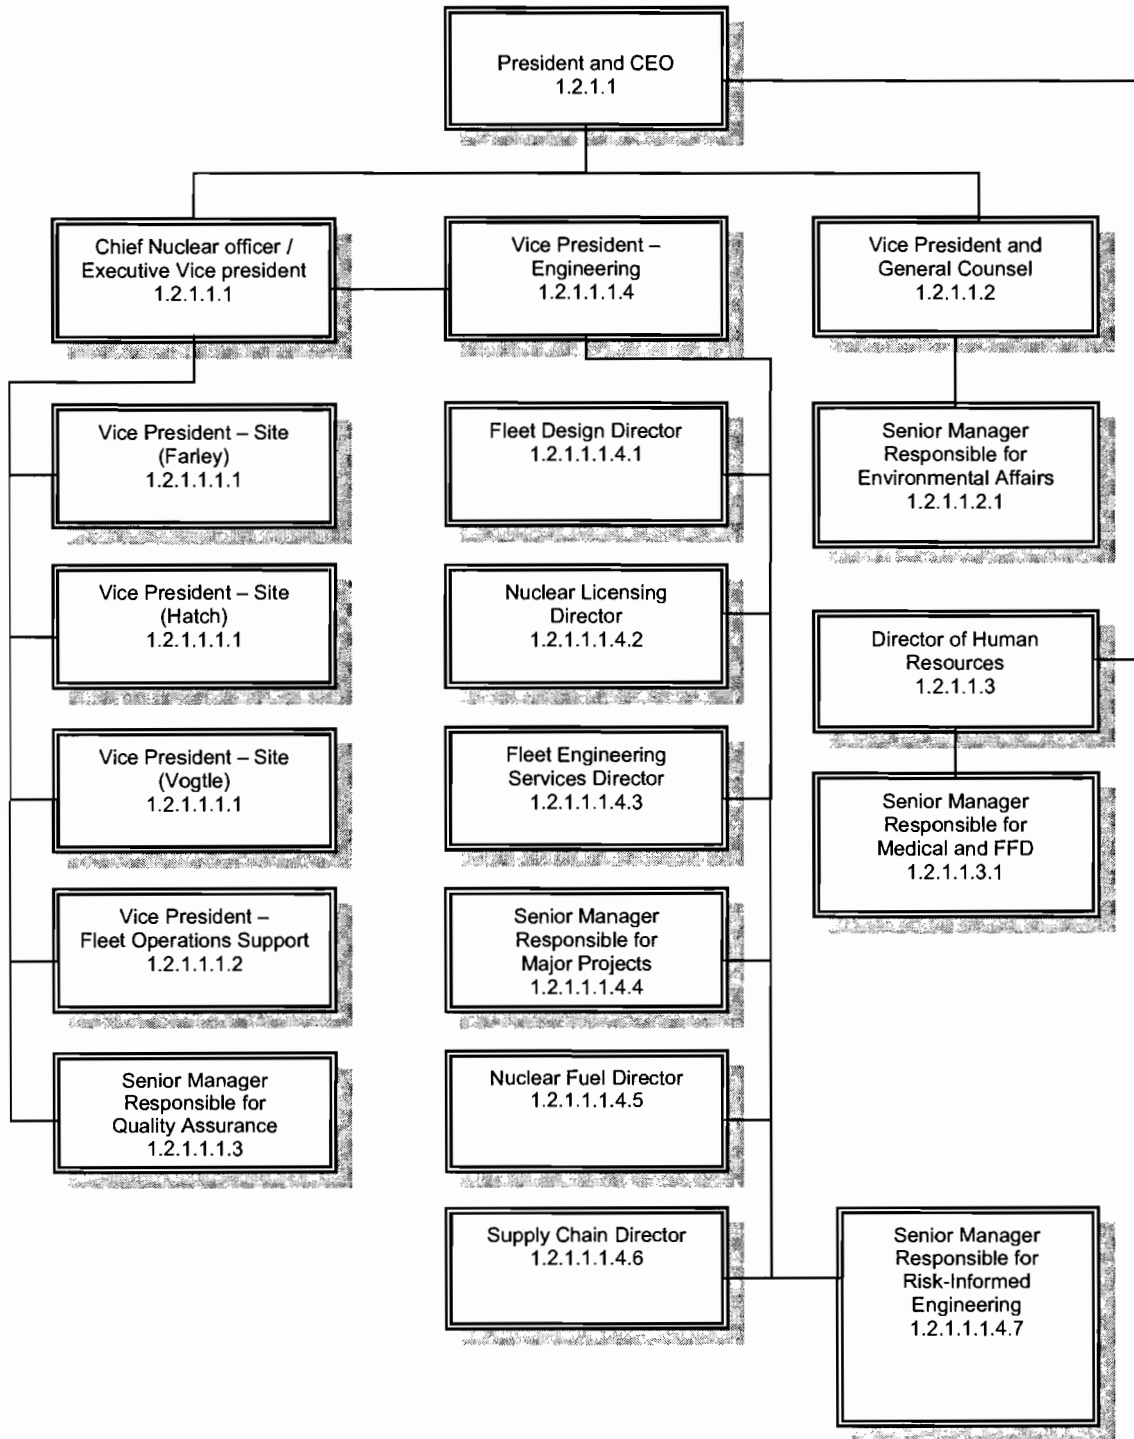 President and CEO
1.2.1.1
Chief Nuclear officer /
Executive Vice president
1.2.1.1.1
Vice President –
Engineering
1.2.1.1.1.4
Vice President and
General Counsel
1.2.1.1.2
Vice President – Site
(Farley)
1.2.1.1.1.1
Fleet Design Director
1.2.1.1.1.4.1
Senior Manager
Responsible for
Environmental Affairs
1.2.1.1.2.1
Vice President – Site
(Hatch)
1.2.1.1.1.1
Nuclear Licensing
Director
1.2.1.1.1.4.2
Director of Human
Resources
1.2.1.1.3
Vice President – Site
(Vogtle)
1.2.1.1.1.1
Fleet Engineering
Services Director
1.2.1.1.1.4.3
Senior Manager
Responsible for
Medical and FFD
1.2.1.1.3.1
Vice President –
Fleet Operations Support
1.2.1.1.1.2
Senior Manager
Responsible for
Major Projects
1.2.1.1.1.4.4
Senior Manager
Responsible for
Quality Assurance
1.2.1.1.1.3
Nuclear Fuel Director
1.2.1.1.1.4.5
Supply Chain Director
1.2.1.1.1.4.6
Senior Manager
Responsible for
Risk-Informed
Engineering
1.2.1.1.1.4.7